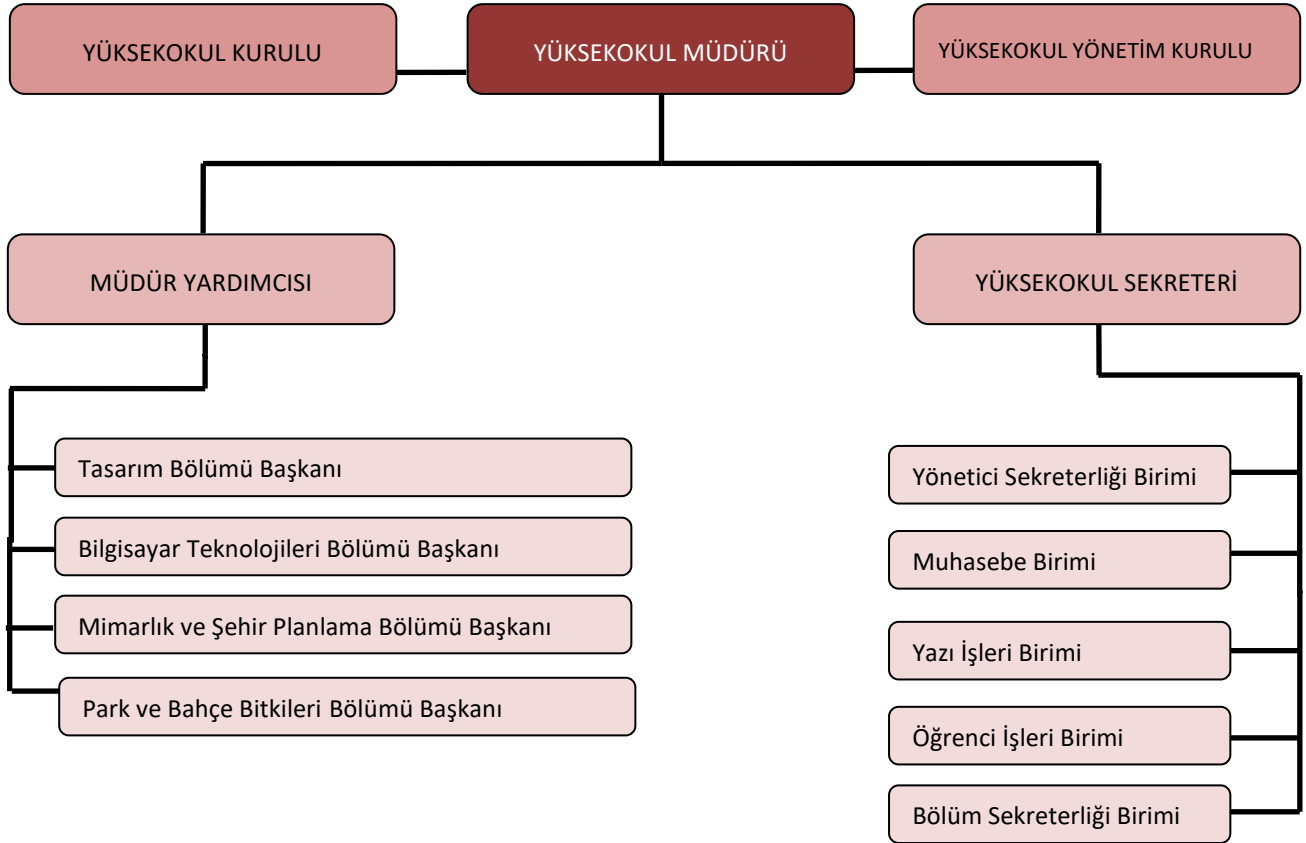 YÜKSEKOKUL KURULU
YÜKSEKOKUL MÜDÜRÜ
YÜKSEKOKUL YÖNETİM KURULU
MÜDÜR YARDIMCISI
YÜKSEKOKUL SEKRETERİ
Tasarım Bölümü Başkanı
Bilgisayar Teknolojileri Bölümü Başkanı
Mimarlık ve Şehir Planlama Bölümü Başkanı
Park ve Bahçe Bitkileri Bölümü Başkanı
Yönetici Sekreterliği Birimi
Muhasebe Birimi
Yazı İşleri Birimi
Öğrenci İşleri Birimi
Bölüm Sekreterliği Birimi